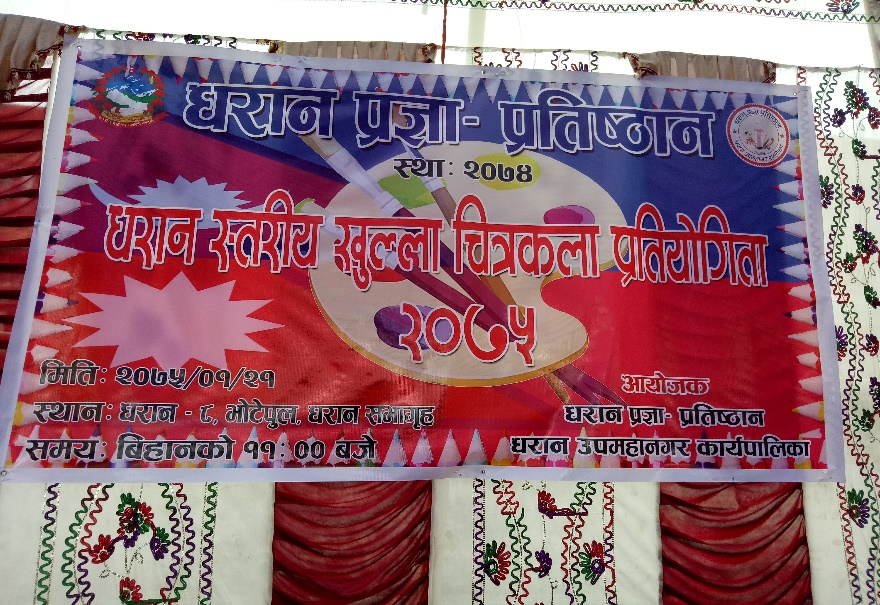 धरान प्रज्ञा- प्रतिष्ठान
स्था: २०७४
धरान स्तरीय खुल्ला चित्रकला प्रतियोगिता
२०७५
मिति: २०७५/०१/२१
स्थान: धरान - ८, भोटेपुल, धरान सभागृह
समय: बिहानको ११:०० बजे
आयोजक
धरान प्रज्ञा- प्रतिष्ठान
धरान उपमहानगर कार्यपालिका